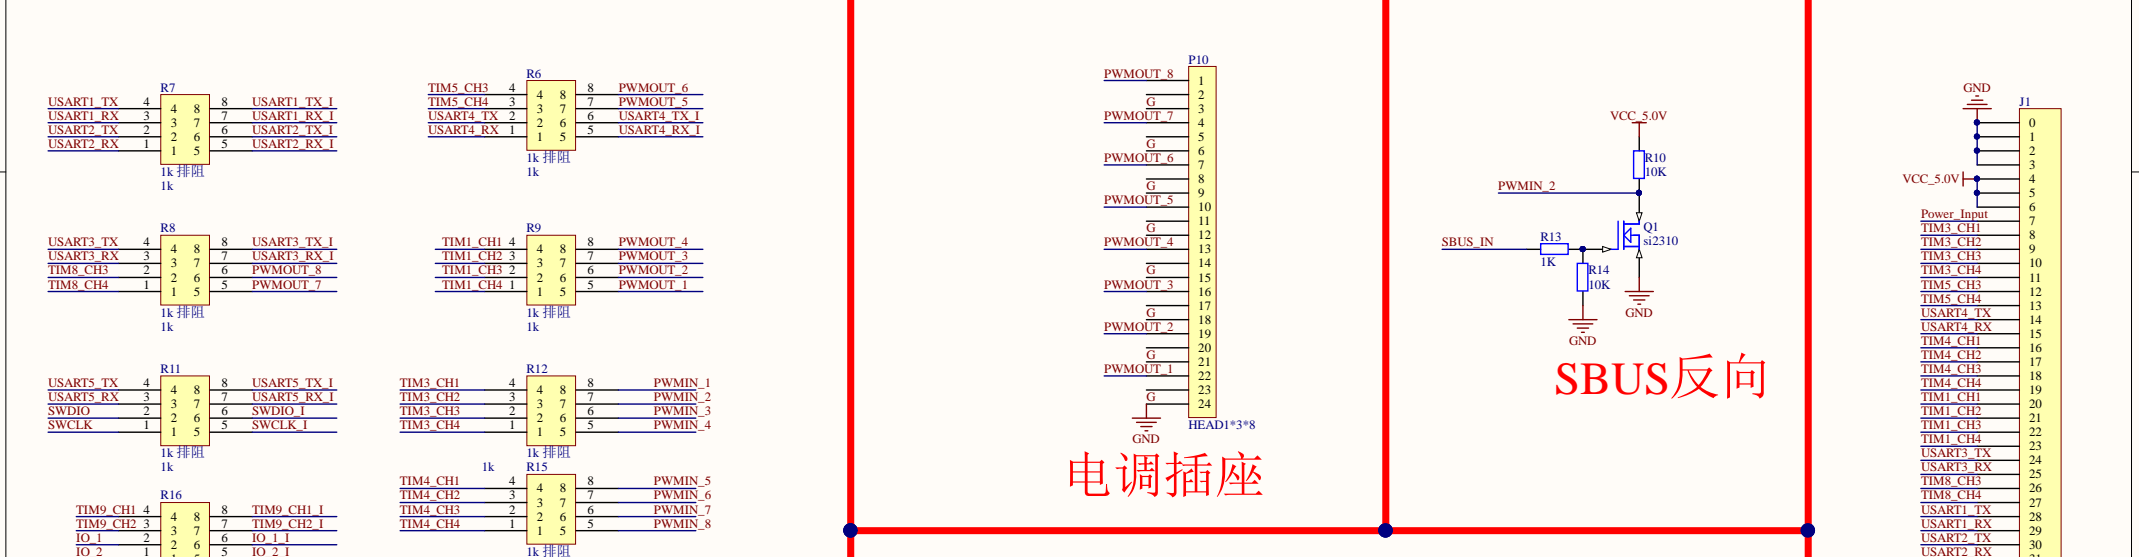 R7
USART1_TX 4 4 8 8 USART1_TX_I
USART1_RX 3 3 7 7 USART1_RX_I
USART2_TX 2 2 6 6 USART2_TX_I
USART2_RX 1 1 5 5 USART2_RX_I
1k 排阻
1k
R8
USART3_TX 4 4 8 8 USART3_TX_I
USART3_RX 3 3 7 7 USART3_RX_I
TIM8_CH3 2 2 6 6 PWMOUT_8
TIM8_CH4 1 1 5 5 PWMOUT_7
1k 排阻
1k
R11
USART5_TX 4 4 8 8 USART5_TX_I
USART5_RX 3 3 7 7 USART5_RX_I
SWDIO 2 2 6 6 SWDIO_I
SWCLK 1 1 5 5 SWCLK_I
1k 排阻
1k
R16
TIM9_CH1 4 4 8 8 TIM9_CH1_I
TIM9_CH2 3 3 7 7 TIM9_CH2_I
IO_1 2 2 6 6 IO_1_I
IO_2 1 5 IO_2_I
R6
TIM5_CH3 4 4 8 8 PWMOUT_6
TIM5_CH4 3 3 7 7 PWMOUT_5
USART4_TX 2 2 6 6 USART4_TX_I
USART4_RX 1 1 5 5 USART4_RX_I
1k 排阻
1k
R9
TIM1_CH1 4 4 8 8 PWMOUT_4
TIM1_CH2 3 3 7 7 PWMOUT_3
TIM1_CH3 2 2 6 6 PWMOUT_2
TIM1_CH4 1 1 5 5 PWMOUT_1
1k 排阻
1k
R12
TIM3_CH1 4 4 8 8 PWMIN_1
TIM3_CH2 3 3 7 7 PWMIN_2
TIM3_CH3 2 2 6 6 PWMIN_3
TIM3_CH4 1 1 5 5 PWMIN_4
1k 排阻
1k R15
TIM4_CH1 4 4 8 8 PWMIN_5
TIM4_CH2 3 3 7 7 PWMIN_6
TIM4_CH3 2 2 6 6 PWMIN_7
TIM4_CH4 1 1 5 5 PWMIN_8
1k 排阻
P10
PWMOUT_8 1
2
G 3
PWMOUT_7 4
5
G 6
PWMOUT_6 7
8
G 9
PWMOUT_5 10
11
G 12
PWMOUT_4 13
14
G 15
PWMOUT_3 16
17
G 18
PWMOUT_2 19
20
G 21
PWMOUT_1 22
23
G 24
GND
HEAD1*3*8
电调插座
VCC_5.0V
R10
10K
PWMIN_2
Q1
si2310
SBUS_IN
R13
1K
R14
10K
GND
GND
SBUS反向
GND
J1
0
1
2
3
VCC_5.0V 4
5
6
Power_Input 7
TIM3_CH1 8
TIM3_CH2 9
TIM3_CH3 10
TIM3_CH4 11
TIM5_CH3 12
TIM5_CH4 13
USART4_TX 14
USART4_RX 15
TIM4_CH1 16
TIM4_CH2 17
TIM4_CH3 18
TIM4_CH4 19
TIM1_CH1 20
TIM1_CH2 21
TIM1_CH3 22
TIM1_CH4 23
USART3_TX 24
USART3_RX 25
TIM8_CH3 26
TIM8_CH4 27
USART1_TX 28
USART1_RX 29
USART2_TX 30
USART2_RX